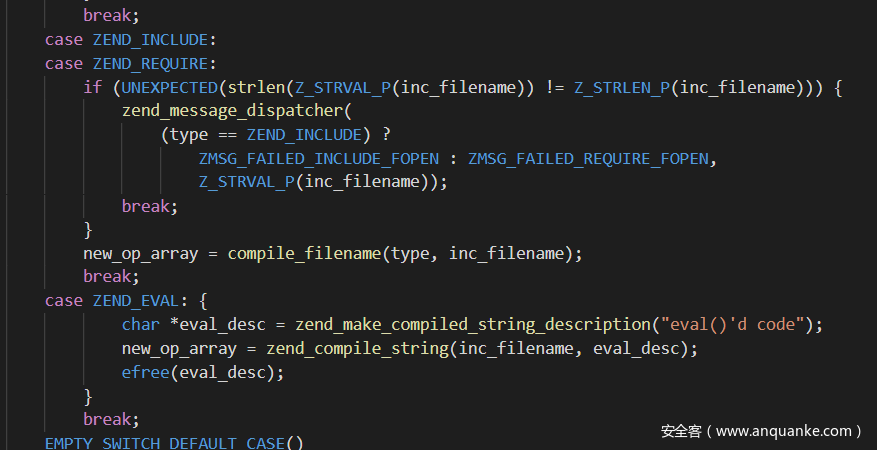 break;
case ZEND_INCLUDE:
case ZEND_REQUIRE:
if (UNEXPECTED(strlen(Z_STRVAL_P(inc_filename)) != Z_STRLEN_P(inc_filename))) {
zend_message_dispatcher(
(type == ZEND_INCLUDE) ?
ZMSG_FAILED_INCLUDE_FOPEN : ZMSG_FAILED_REQUIRE_FOPEN,
Z_STRVAL_P(inc_filename));
break;
}
new_op_array = compile_filename(type, inc_filename);
break;
case ZEND_EVAL: {
char *eval_desc = zend_make_compiled_string_description("eval()'d code");
new_op_array = zend_compile_string(inc_filename, eval_desc);
efree(eval_desc);
}
break;
EMPTY_SWITCH_DEFAULT_CASE()
安全客（www.anquanke.com）